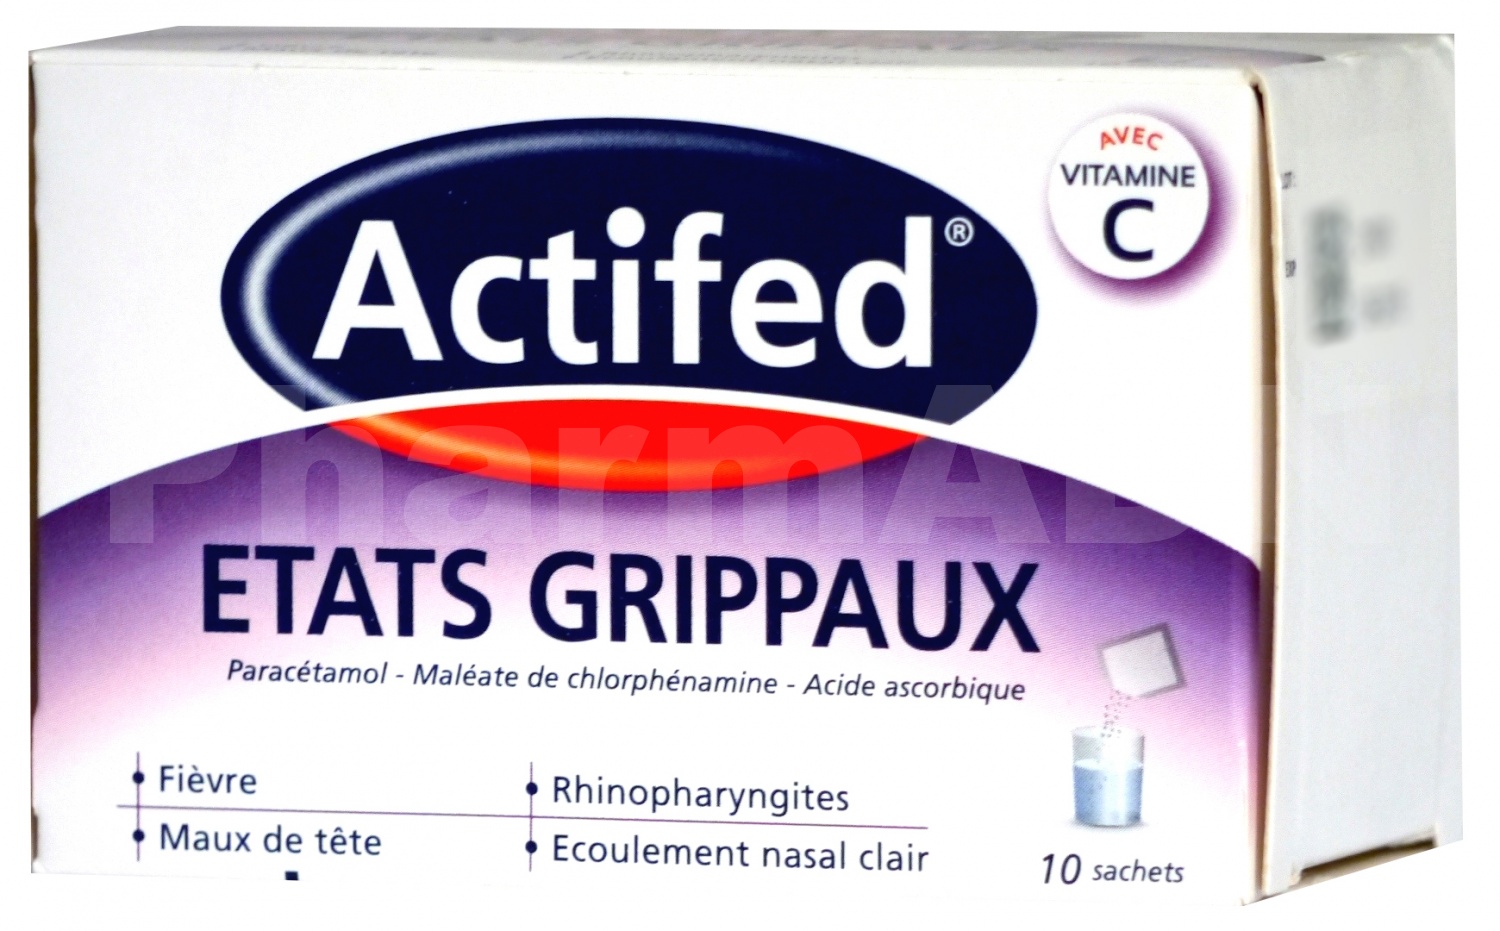 Actifed®
AVEC
VITAMINE
C
ETATS GRIPPAUX
Paracétamol - Maléate de chlorphénamine - Acide ascorbique
Fièvre
Maux de tête
Rhinopharyngites
Ecoulement nasal clair
10 sachets